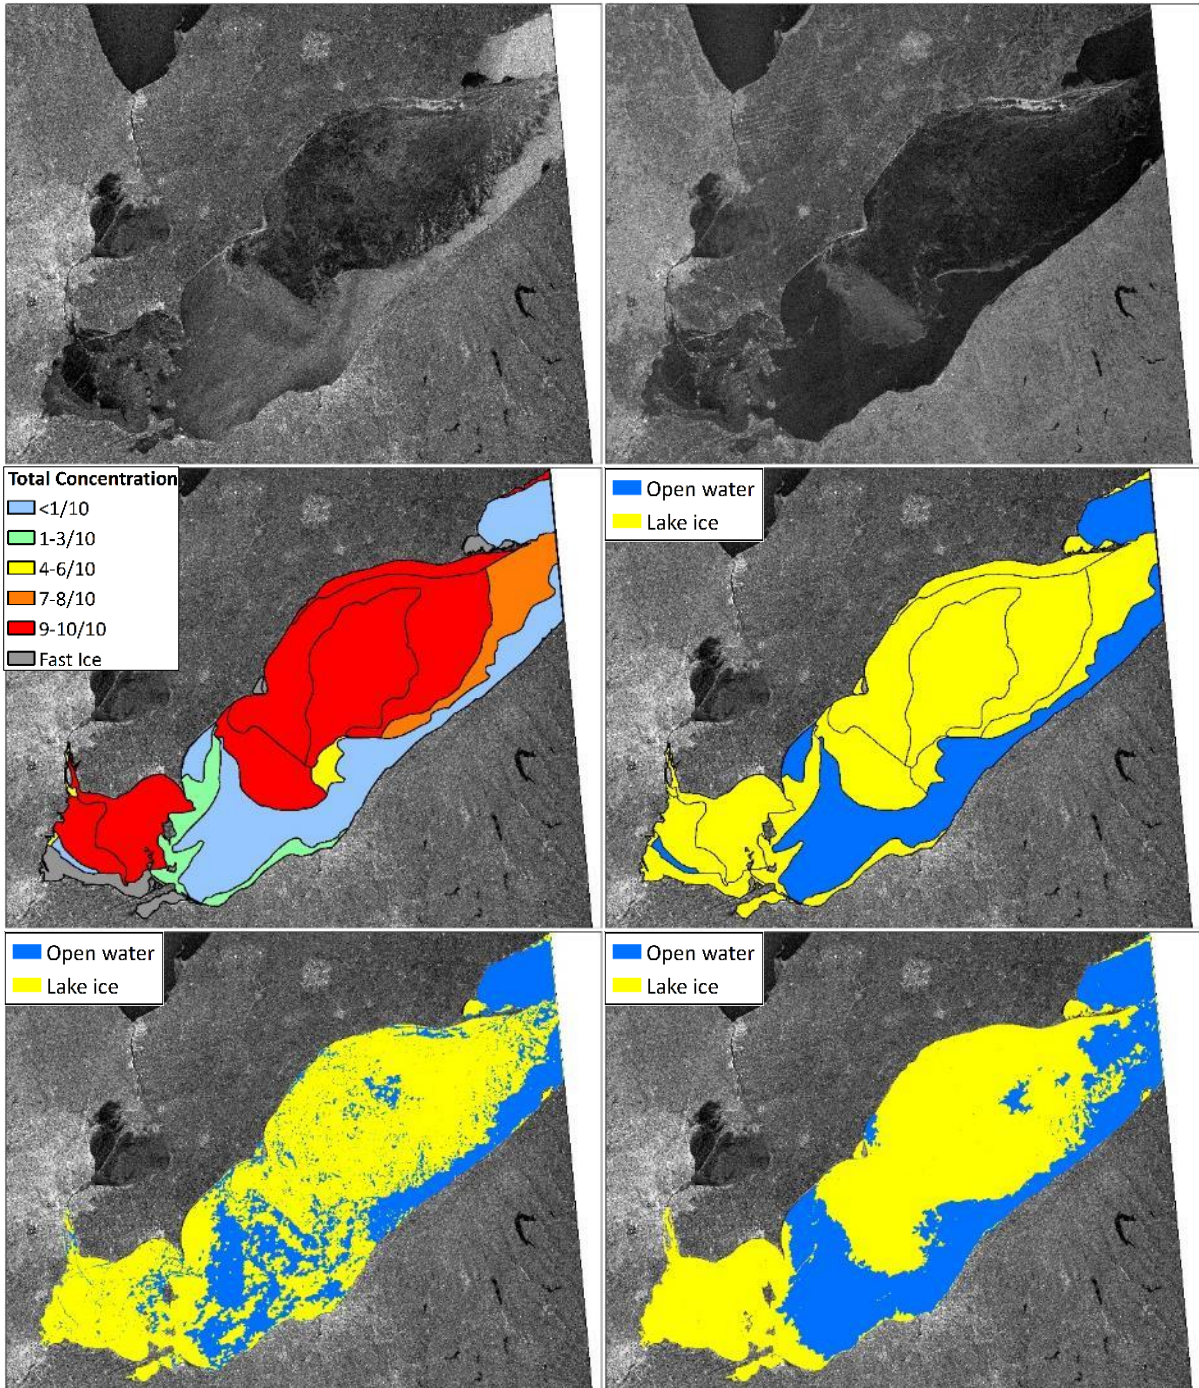 Total Concentration
<1/10
1-3/10
4-6/10
7-8/10
9-10/10
Fast Ice
Open water
Lake ice
Open water
Lake ice
Open water
Lake ice